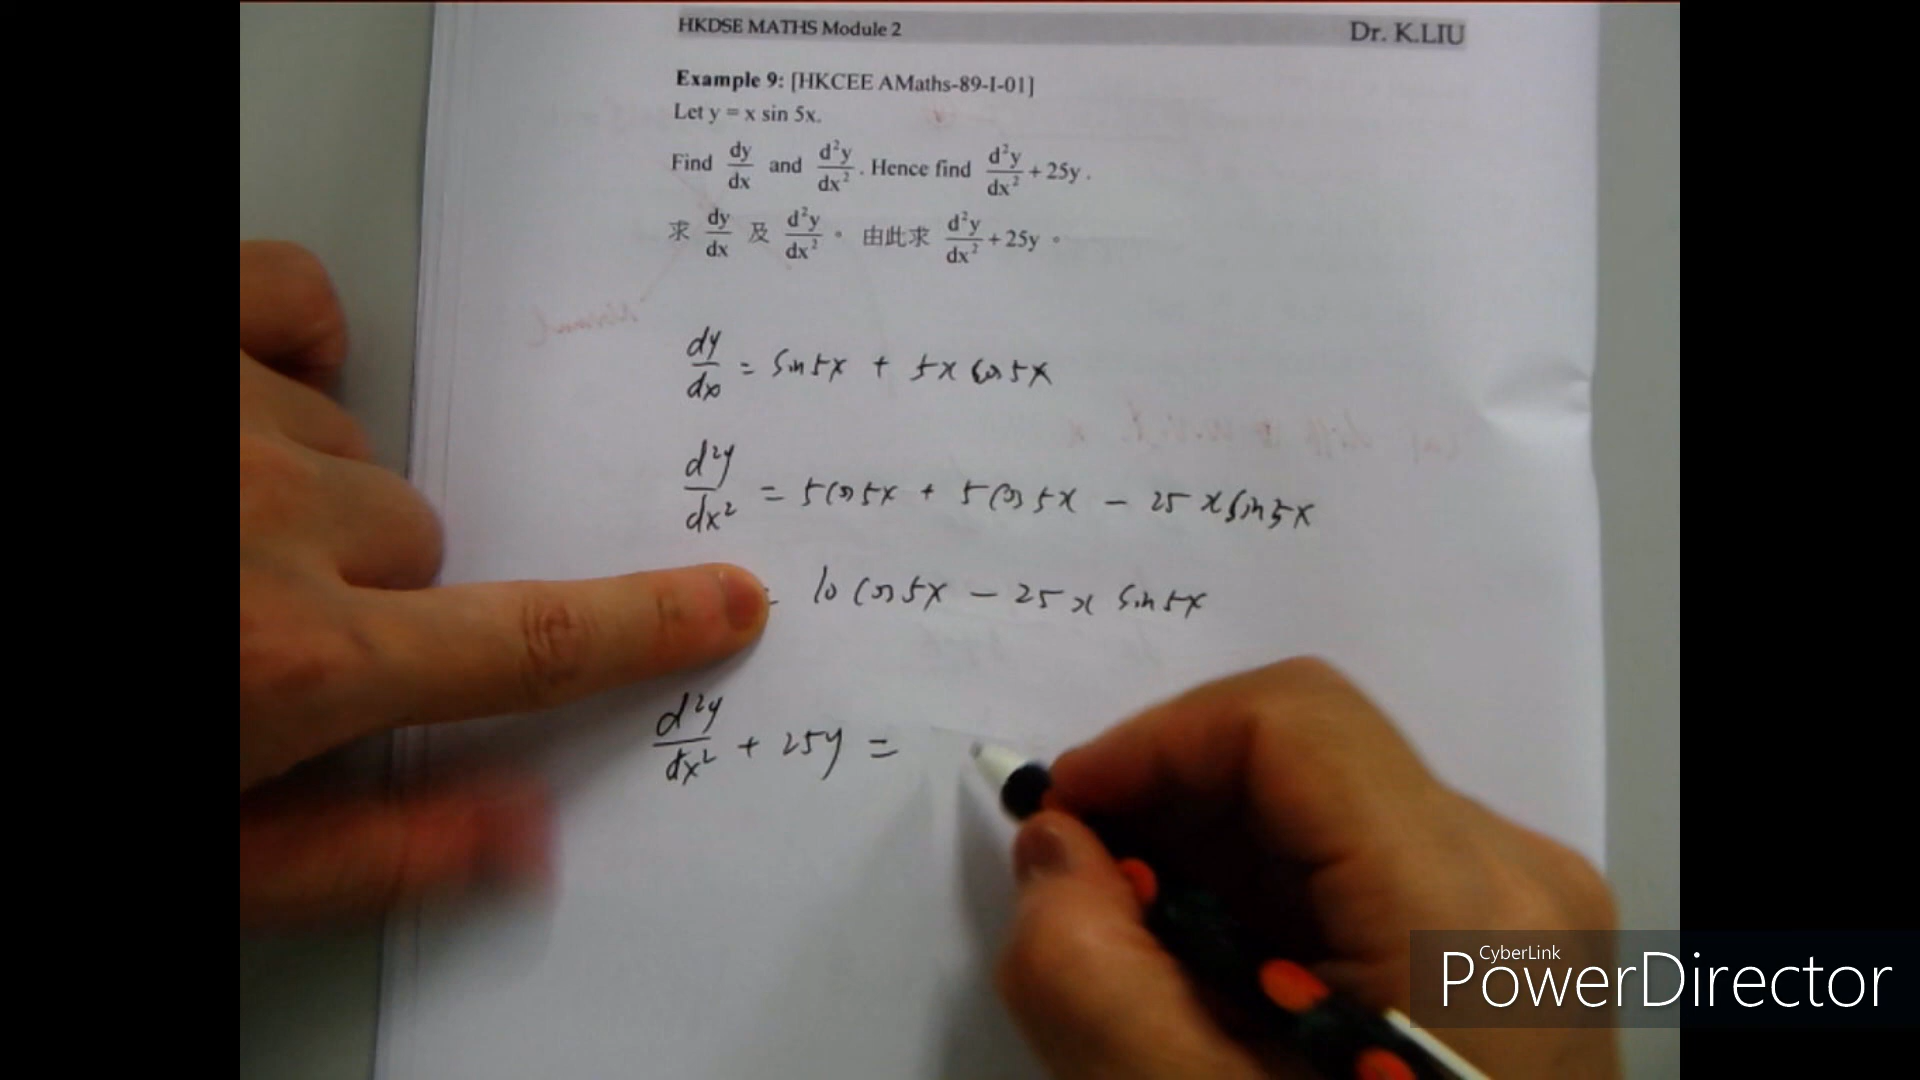 HKDSE MATHS Module 2 Dr. K.LIU
Example 9: [HKCEE AMaths-89-I-01]
Let y = x sin 5x.
Find dy/dx and d²y/dx². Hence find d²y/dx² + 25y.
求 dy/dx 及 d²y/dx²。由此求 d²y/dx² + 25y。
dy/dx = sin5x + 5x cos5x
d²y/dx² = 5cos5x + 5cos5x − 25x sin5x
= 10 cos5x − 25x sin5x
d²y/dx² + 25y =
CyberLink
PowerDirector